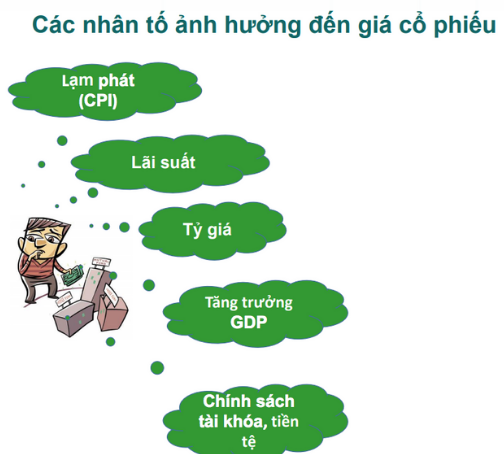 Các nhân tố ảnh hưởng đến giá cổ phiếu
Lạm phát
(CPI)
Lãi suất
Tỷ giá
Tăng trưởng
GDP
Chính sách
tài khóa, tiền
tệ